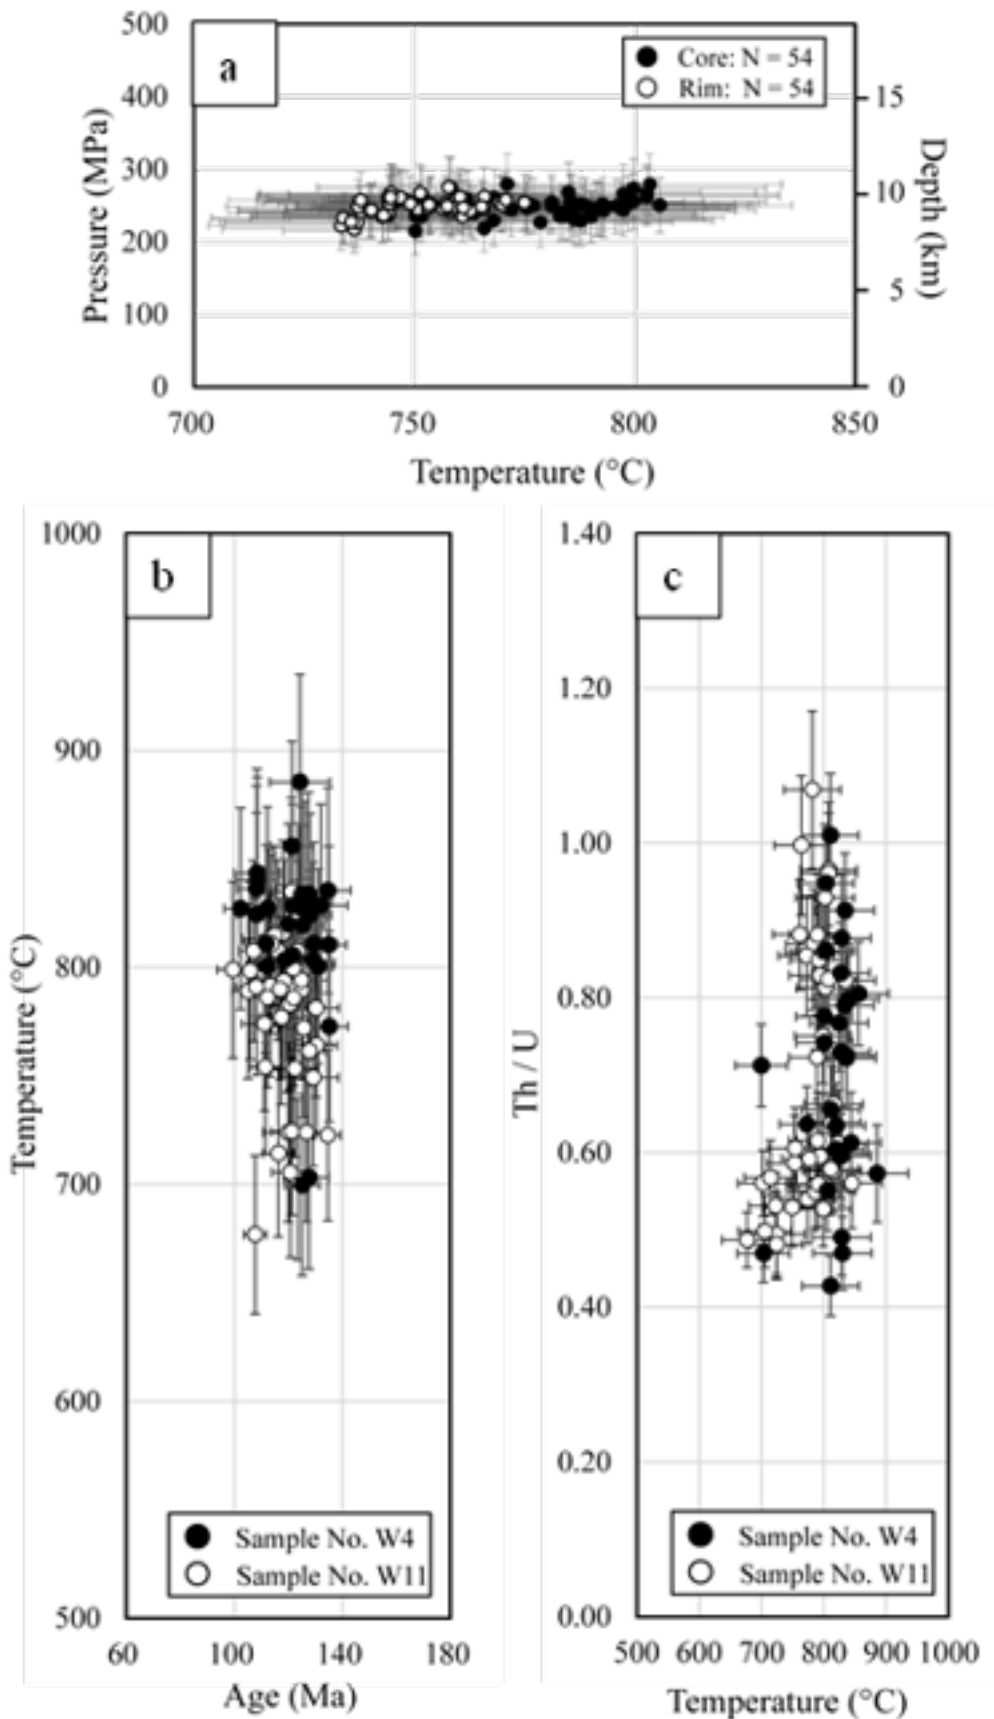 a
Core: N = 54
Rim: N = 54
500
400
300
200
100
0
Pressure (MPa)
15
10
5
0
Depth (km)
700
750
800
850
Temperature (°C)
b
1000
900
800
700
600
500
Temperature (°C)
Sample No. W4
Sample No. W11
60
100
140
180
Age (Ma)
c
1.40
1.20
1.00
0.80
0.60
0.40
0.20
0.00
Th / U
Sample No. W4
Sample No. W11
500
600
700
800
900
1000
Temperature (°C)